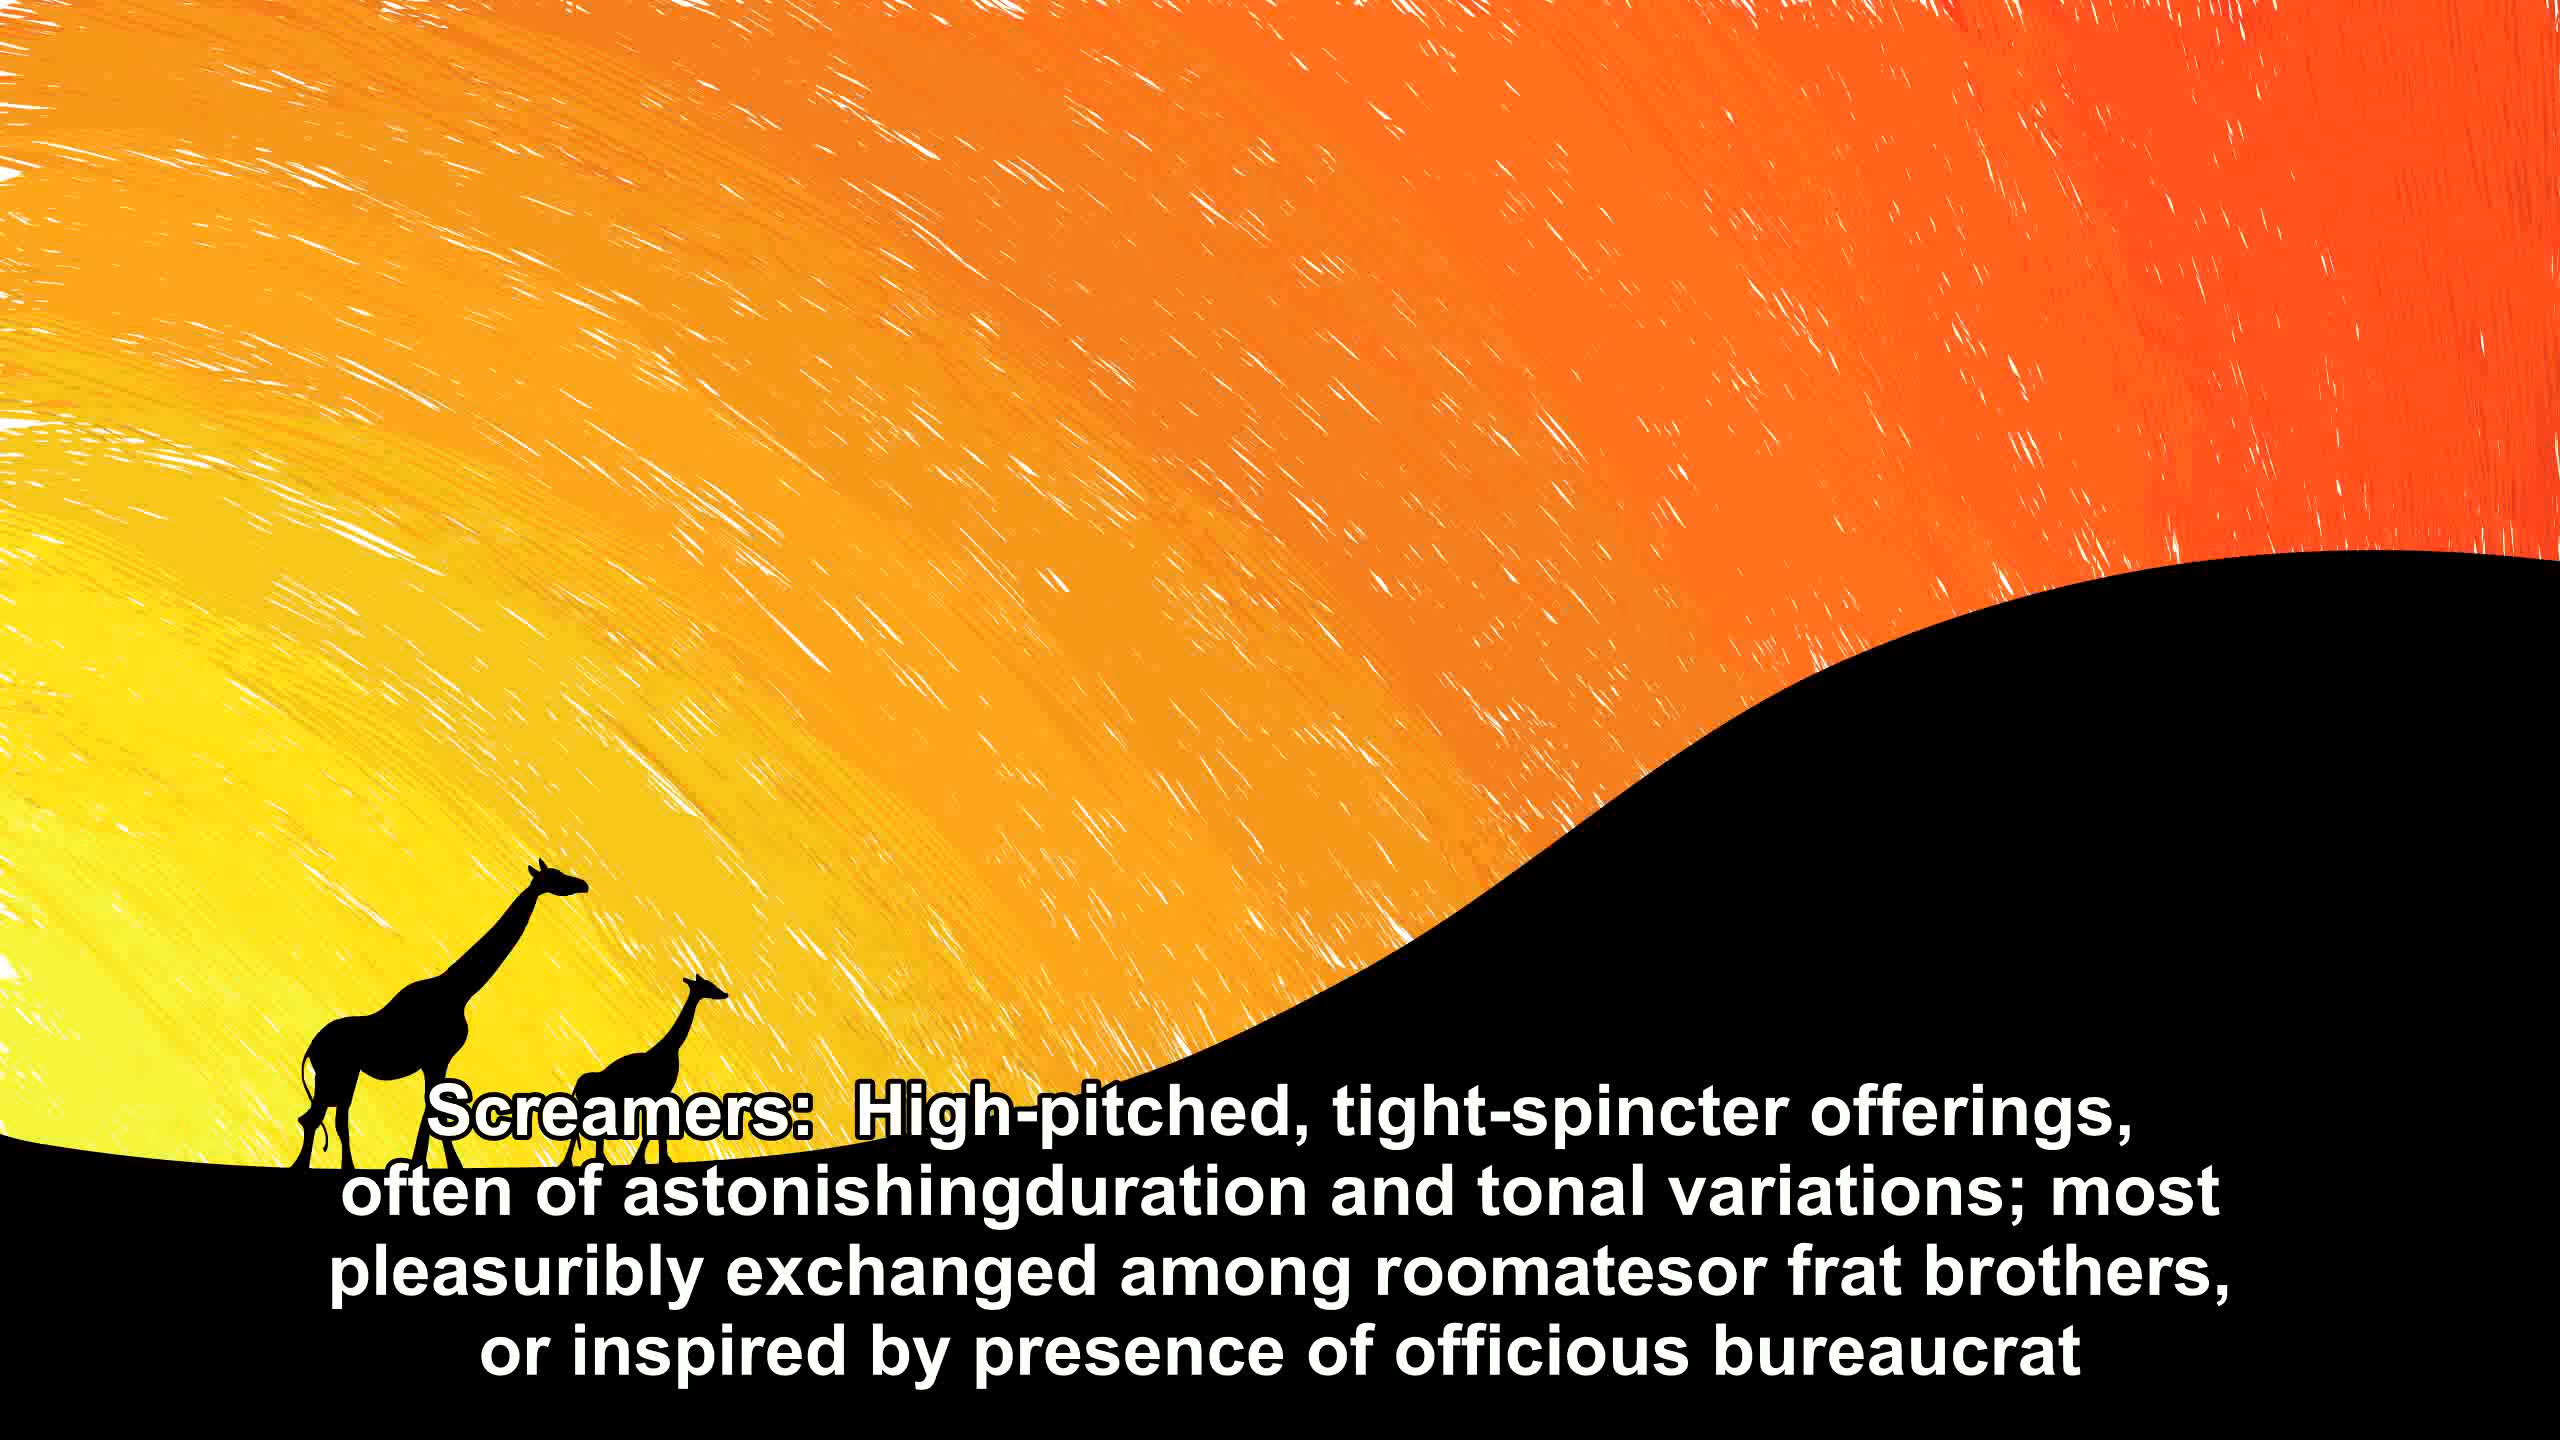 Screamers:  High-pitched, tight-spincter offerings,
often of astonishingduration and tonal variations; most
pleasuribly exchanged among roomatesor frat brothers,
or inspired by presence of officious bureaucrat